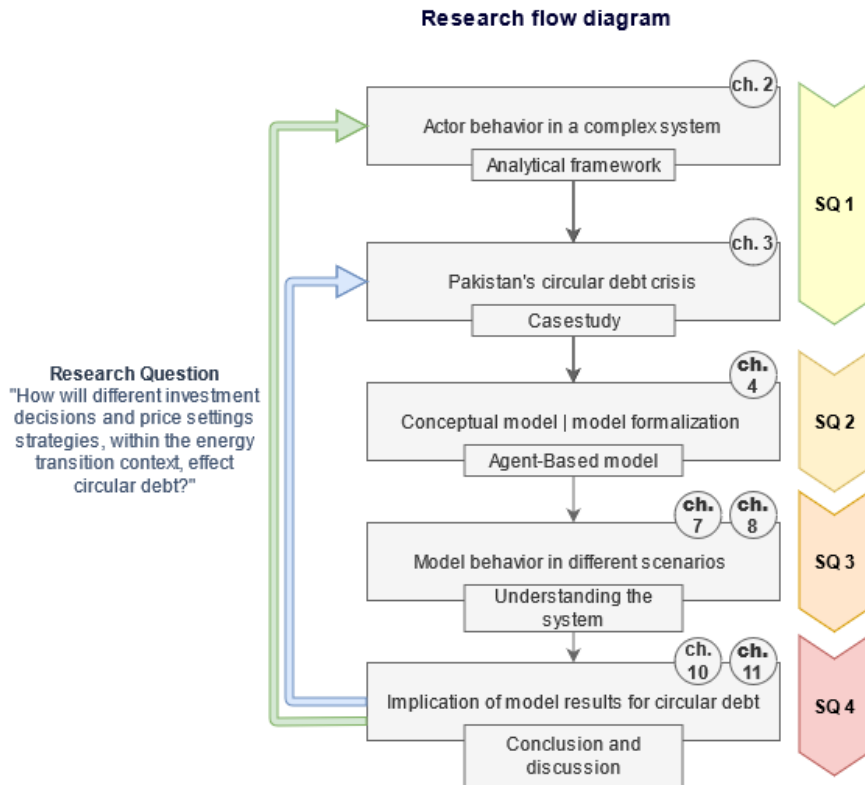 Research flow diagram
ch. 2
Actor behavior in a complex system
Analytical framework
SQ 1
ch. 3
Pakistan's circular debt crisis
Casestudy
Research Question
"How will different investment
decisions and price settings
strategies, within the energy
transition context, effect
circular debt?"
ch.
4
Conceptual model | model formalization
Agent-Based model
SQ 2
ch.
7
ch.
8
Model behavior in different scenarios
Understanding the
system
SQ 3
ch.
10
ch.
11
Implication of model results for circular debt
Conclusion and
discussion
SQ 4